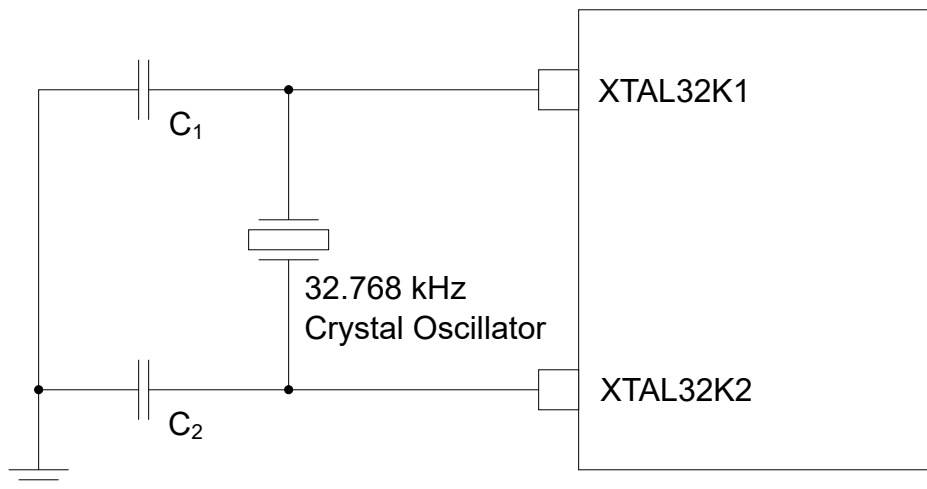 XTAL32K1
C₁
32.768 kHz
Crystal Oscillator
XTAL32K2
C₂